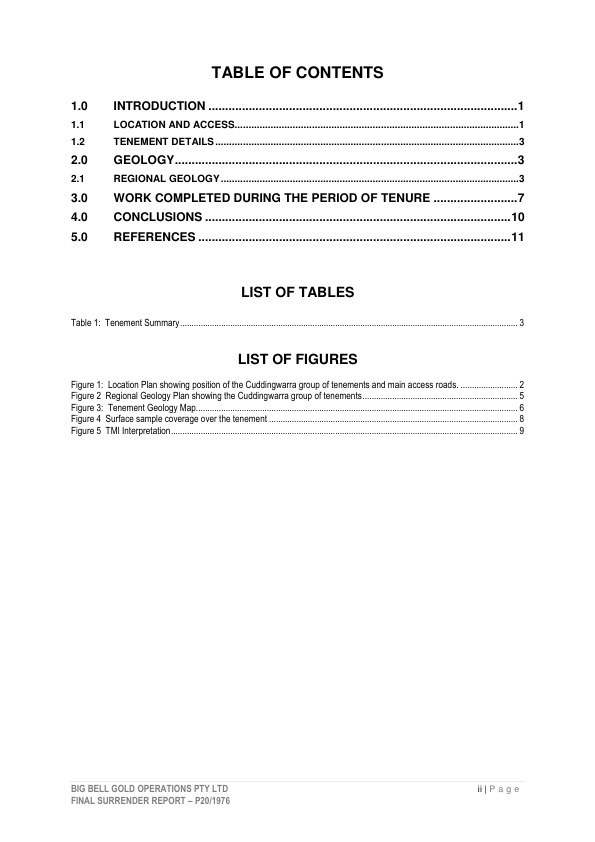 TABLE OF CONTENTS
1.0 INTRODUCTION ............................................................................................1
1.1 LOCATION AND ACCESS....................................................................................................1
1.2 TENEMENT DETAILS ..........................................................................................................3
2.0 GEOLOGY......................................................................................................3
2.1 REGIONAL GEOLOGY.........................................................................................................3
3.0 WORK COMPLETED DURING THE PERIOD OF TENURE .........................7
4.0 CONCLUSIONS ...........................................................................................10
5.0 REFERENCES .............................................................................................11
LIST OF TABLES
Table 1: Tenement Summary.................................................................................................................................. 3
LIST OF FIGURES
Figure 1: Location Plan showing position of the Cuddingwarra group of tenements and main access roads. ....................... 2
Figure 2 Regional Geology Plan showing the Cuddingwarra group of tenements............................................................. 5
Figure 3: Tenement Geology Map............................................................................................................................ 6
Figure 4 Surface sample coverage over the tenement ................................................................................................ 8
Figure 5 TMI Interpretation..................................................................................................................................... 9
BIG BELL GOLD OPERATIONS PTY LTD ii | P a g e
FINAL SURRENDER REPORT – P20/1976